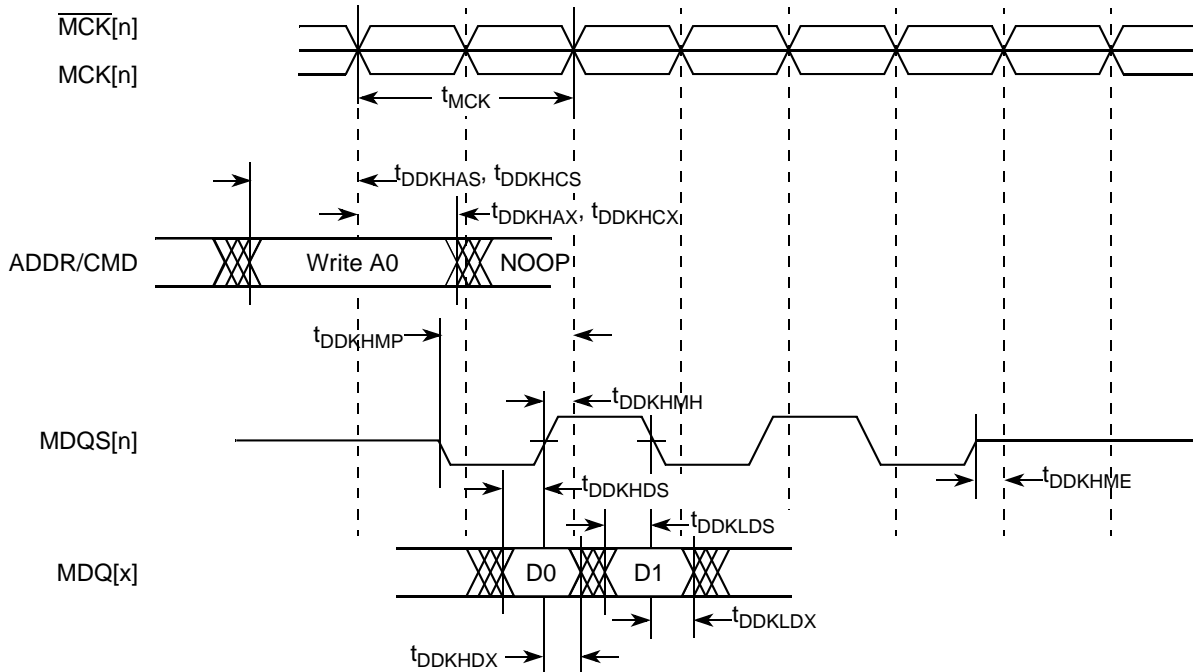 M̅C̅K̅[n]
MCK[n]
tMCK
tDDKHAS, tDDKHCS
tDDKHAX, tDDKHCX
ADDR/CMD
Write A0
NOOP
tDDKHMP
tDDKHMH
MDQS[n]
tDDKHDS
tDDKHME
tDDKLDS
MDQ[x]
D0
D1
tDDKLDX
tDDKHDX